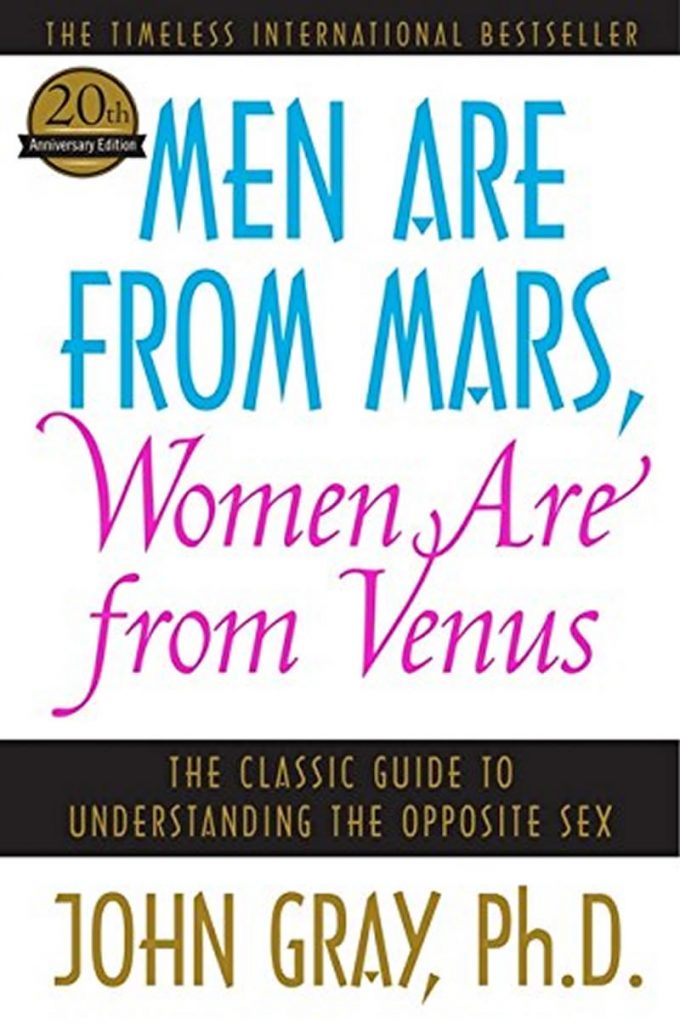 THE TIMELESS INTERNATIONAL BESTSELLER
20th
Anniversary Edition
MEN ARE
FROM MARS,
Women Are
from Venus
THE CLASSIC GUIDE TO
UNDERSTANDING THE OPPOSITE SEX
JOHN GRAY, Ph.D.